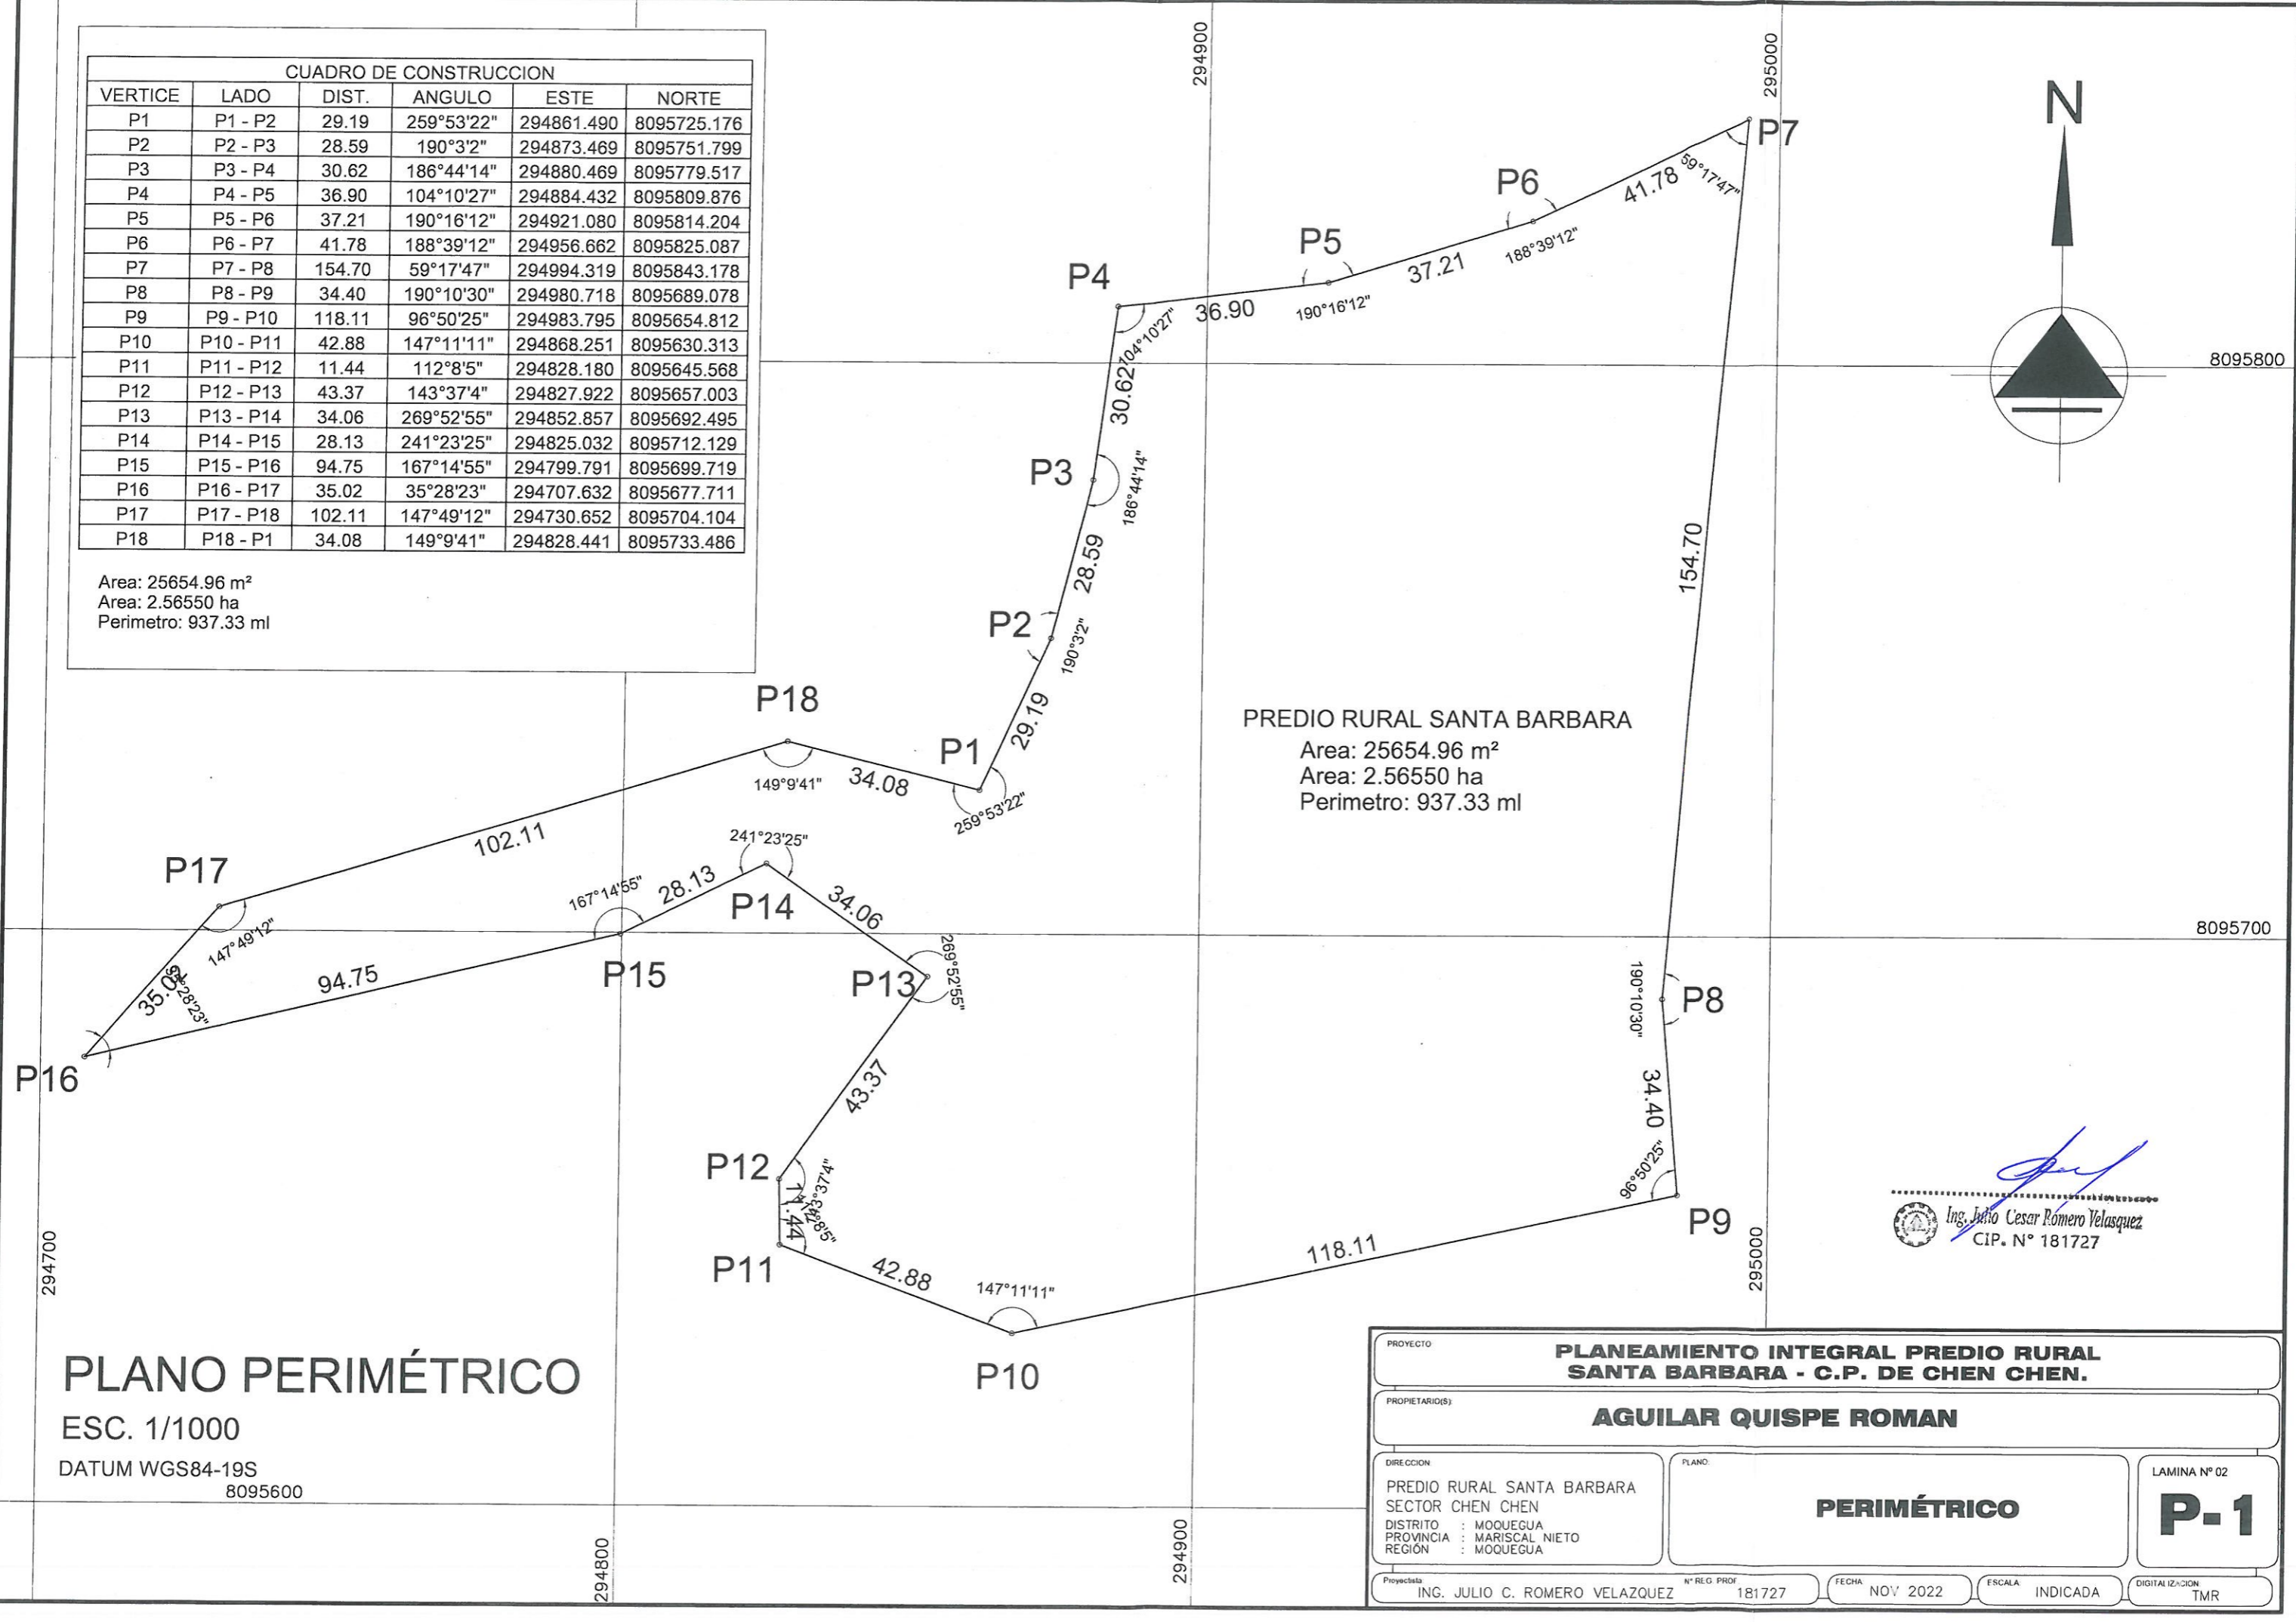 CUADRO DE CONSTRUCCION
VERTICE LADO DIST. ANGULO ESTE NORTE
P1 P1 - P2 29.19 259°53'22" 294861.490 8095725.176
P2 P2 - P3 28.59 190°3'2" 294873.469 8095751.799
P3 P3 - P4 30.62 186°44'14" 294880.469 8095779.517
P4 P4 - P5 36.90 104°10'27" 294884.432 8095809.876
P5 P5 - P6 37.21 190°16'12" 294921.080 8095814.204
P6 P6 - P7 41.78 188°39'12" 294956.662 8095825.087
P7 P7 - P8 154.70 59°17'47" 294994.319 8095843.178
P8 P8 - P9 34.40 190°10'30" 294980.718 8095689.078
P9 P9 - P10 118.11 96°50'25" 294983.795 8095654.812
P10 P10 - P11 42.88 147°11'11" 294868.251 8095630.313
P11 P11 - P12 11.44 112°8'5" 294828.180 8095645.568
P12 P12 - P13 43.37 143°37'4" 294827.922 8095657.003
P13 P13 - P14 34.06 269°52'55" 294852.857 8095692.495
P14 P14 - P15 28.13 241°23'25" 294825.032 8095712.129
P15 P15 - P16 94.75 167°14'55" 294799.791 8095699.719
P16 P16 - P17 35.02 35°28'23" 294707.632 8095677.711
P17 P17 - P18 102.11 147°49'12" 294730.652 8095704.104
P18 P18 - P1 34.08 149°9'41" 294828.441 8095733.486
Area: 25654.96 m²
Area: 2.56550 ha
Perimetro: 937.33 ml
294900
295000
N
P7
59°17'47"
41.78
P6
188°39'12"
P5
37.21
190°16'12"
P4
36.90
104°10'27"
30.62
8095800
P3
186°44'14"
28.59
154.70
P2
190°3'2"
29.19
P18
P1
149°9'41"
34.08
259°53'22"
PREDIO RURAL SANTA BARBARA
Area: 25654.96 m²
Area: 2.56550 ha
Perimetro: 937.33 ml
102.11
241°23'25"
P17
167°14'55"
28.13
P14
34.06
147°49'12"
8095700
269°52'55"
35.02
35°28'23"
94.75
P15
P13
190°10'30"
P8
P16
43.37
34.40
P12
143°37'4"
11.44
112°8'5"
96°50'25"
P9
P11
42.88
147°11'11"
118.11
P10
294700
295000
Ing. Julio Cesar Romero Velasquez
CIP. N° 181727
PLANO PERIMÉTRICO
ESC. 1/1000
DATUM WGS84-19S
8095600
294800
294900
PROYECTO
PLANEAMIENTO INTEGRAL PREDIO RURAL
SANTA BARBARA - C.P. DE CHEN CHEN.
PROPIETARIO(S):
AGUILAR QUISPE ROMAN
DIRECCION
PREDIO RURAL SANTA BARBARA
SECTOR CHEN CHEN
DISTRITO : MOQUEGUA
PROVINCIA : MARISCAL NIETO
REGIÓN : MOQUEGUA
PLANO:
PERIMÉTRICO
LAMINA Nº 02
P-1
Proyectista
ING. JULIO C. ROMERO VELAZQUEZ
Nº REG. PROF.
181727
FECHA
NOV 2022
ESCALA
INDICADA
DIGITALIZACION
TMR